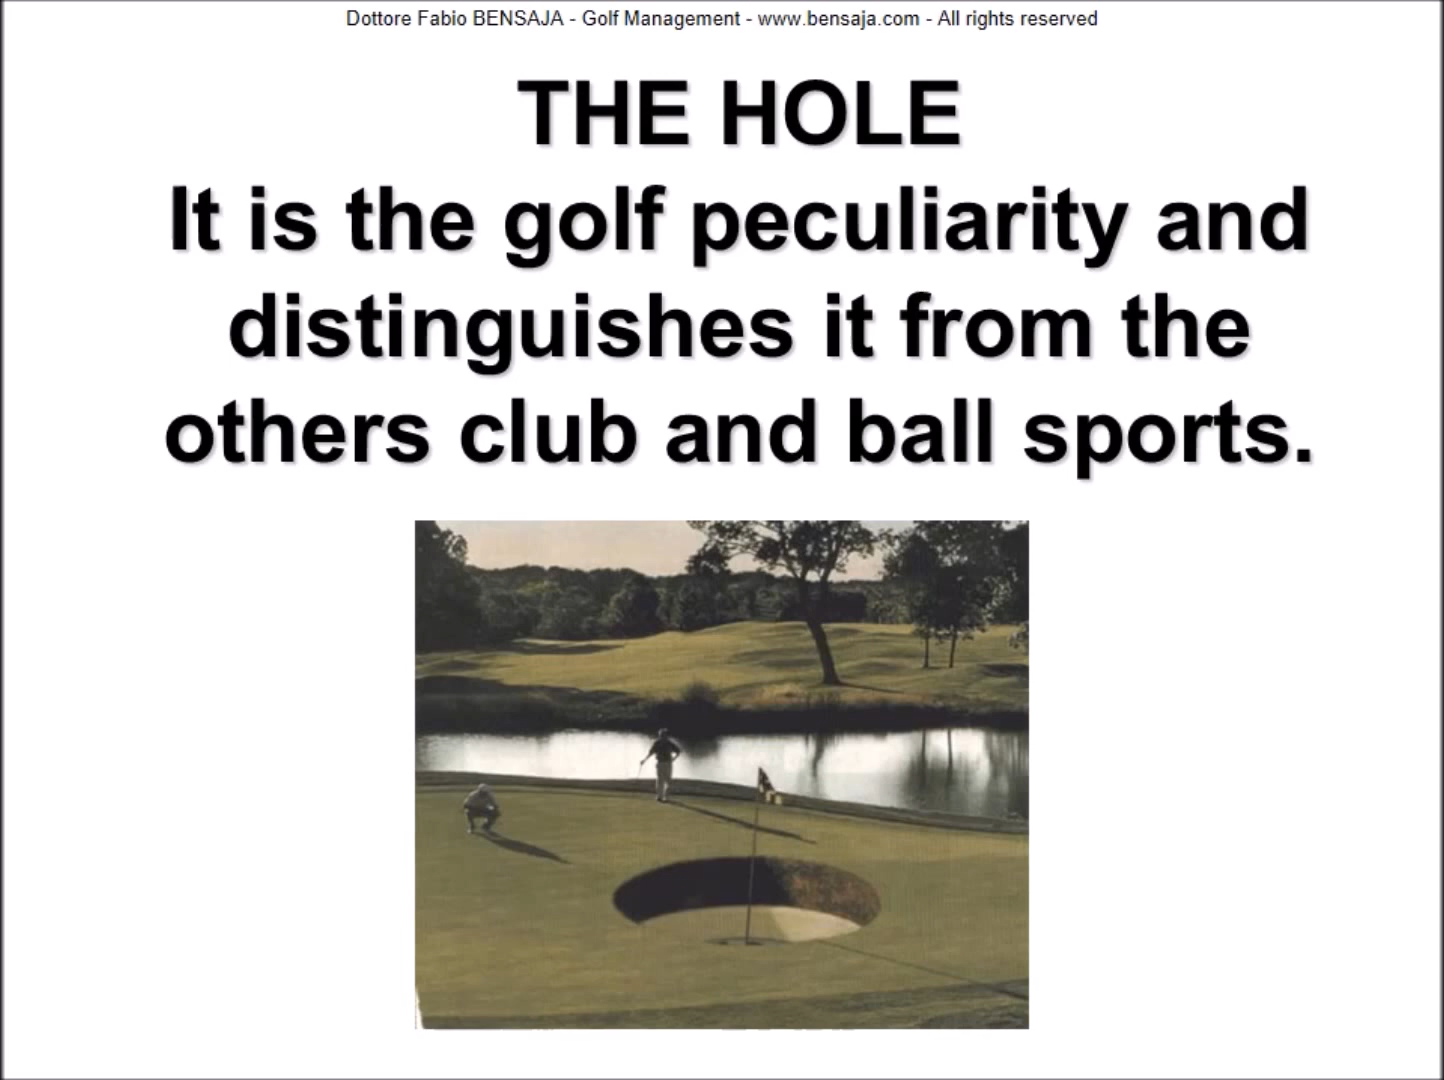 Dottore Fabio BENSAJA - Golf Management - www.bensaja.com - All rights reserved
THE HOLE
It is the golf peculiarity and
distinguishes it from the
others club and ball sports.